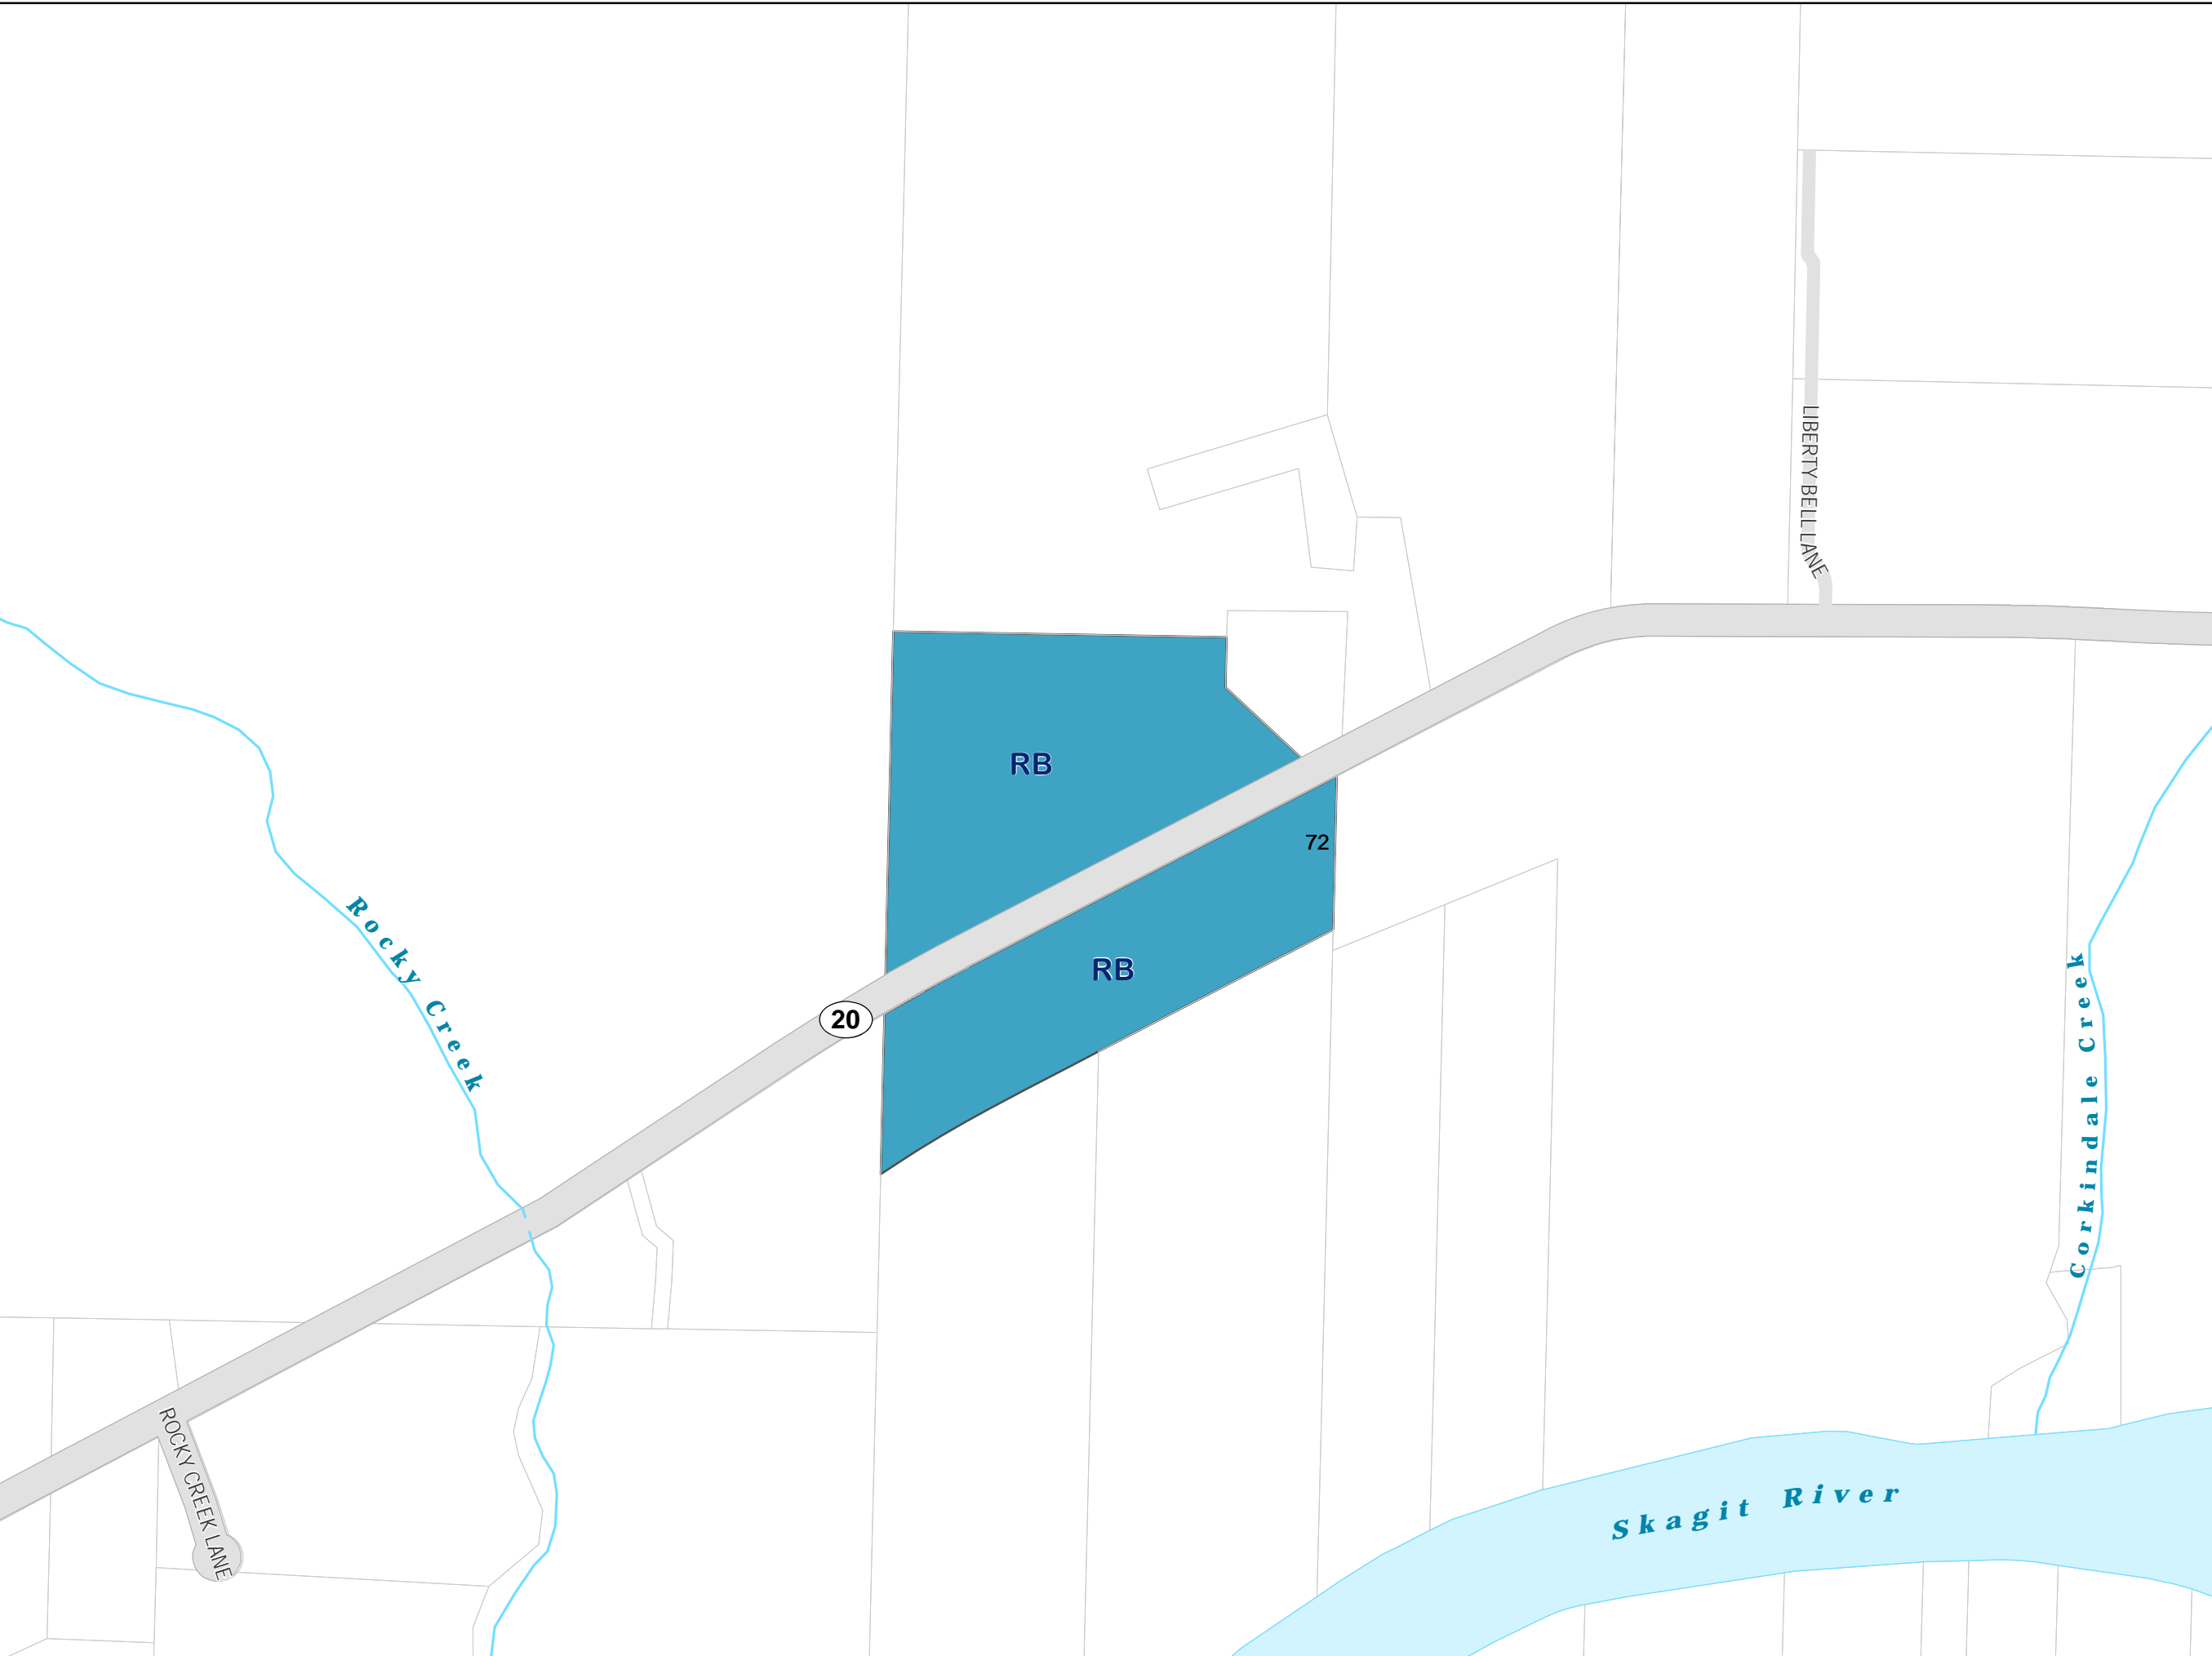 LIBERTY BELL LANE
RB
72
Rocky Creek
RB
20
Corkindale Creek
ROCKY CREEK LANE
Skagit River